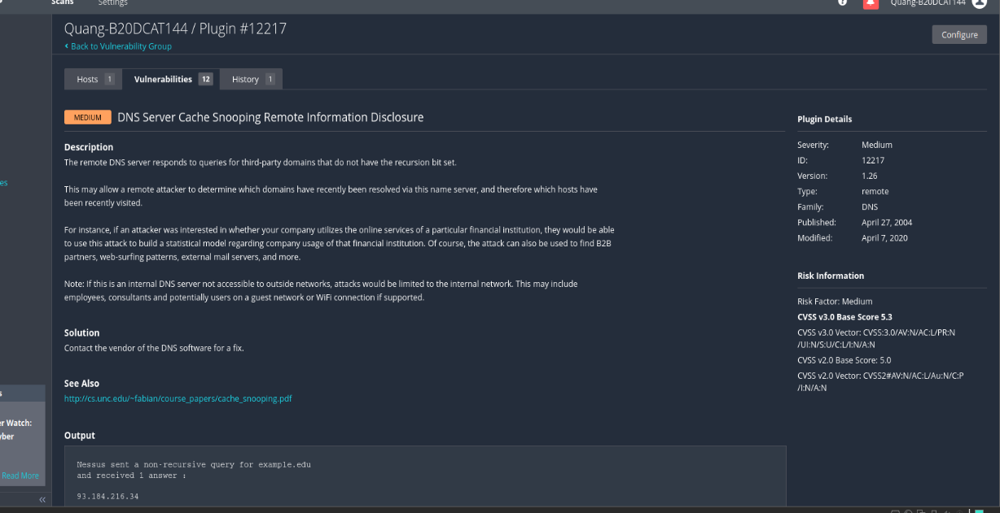 Scans
Settings
Quang-B20DCAT144
Quang-B20DCAT144 / Plugin #12217
Configure
‹ Back to Vulnerability Group
Hosts 1
Vulnerabilities 12
History 1
MEDIUM
DNS Server Cache Snooping Remote Information Disclosure
Description
The remote DNS server responds to queries for third-party domains that do not have the recursion bit set.
This may allow a remote attacker to determine which domains have recently been resolved via this name server, and therefore which hosts have
been recently visited.
For instance, if an attacker was interested in whether your company utilizes the online services of a particular financial institution, they would be able
to use this attack to build a statistical model regarding company usage of that financial institution. Of course, the attack can also be used to find B2B
partners, web-surfing patterns, external mail servers, and more.
Note: If this is an internal DNS server not accessible to outside networks, attacks would be limited to the internal network. This may include
employees, consultants and potentially users on a guest network or WiFi connection if supported.
Solution
Contact the vendor of the DNS software for a fix.
See Also
http://cs.unc.edu/~fabian/course_papers/cache_snooping.pdf
Output
Nessus sent a non-recursive query for example.edu
and received 1 answer :
93.184.216.34
Plugin Details
Severity: Medium
ID: 12217
Version: 1.26
Type: remote
Family: DNS
Published: April 27, 2004
Modified: April 7, 2020
Risk Information
Risk Factor: Medium
CVSS v3.0 Base Score 5.3
CVSS v3.0 Vector: CVSS:3.0/AV:N/AC:L/PR:N
/UI:N/S:U/C:L/I:N/A:N
CVSS v2.0 Base Score: 5.0
CVSS v2.0 Vector: CVSS2#AV:N/AC:L/Au:N/C:P
/I:N/A:N
es
s
er Watch:
yber
Read More
«